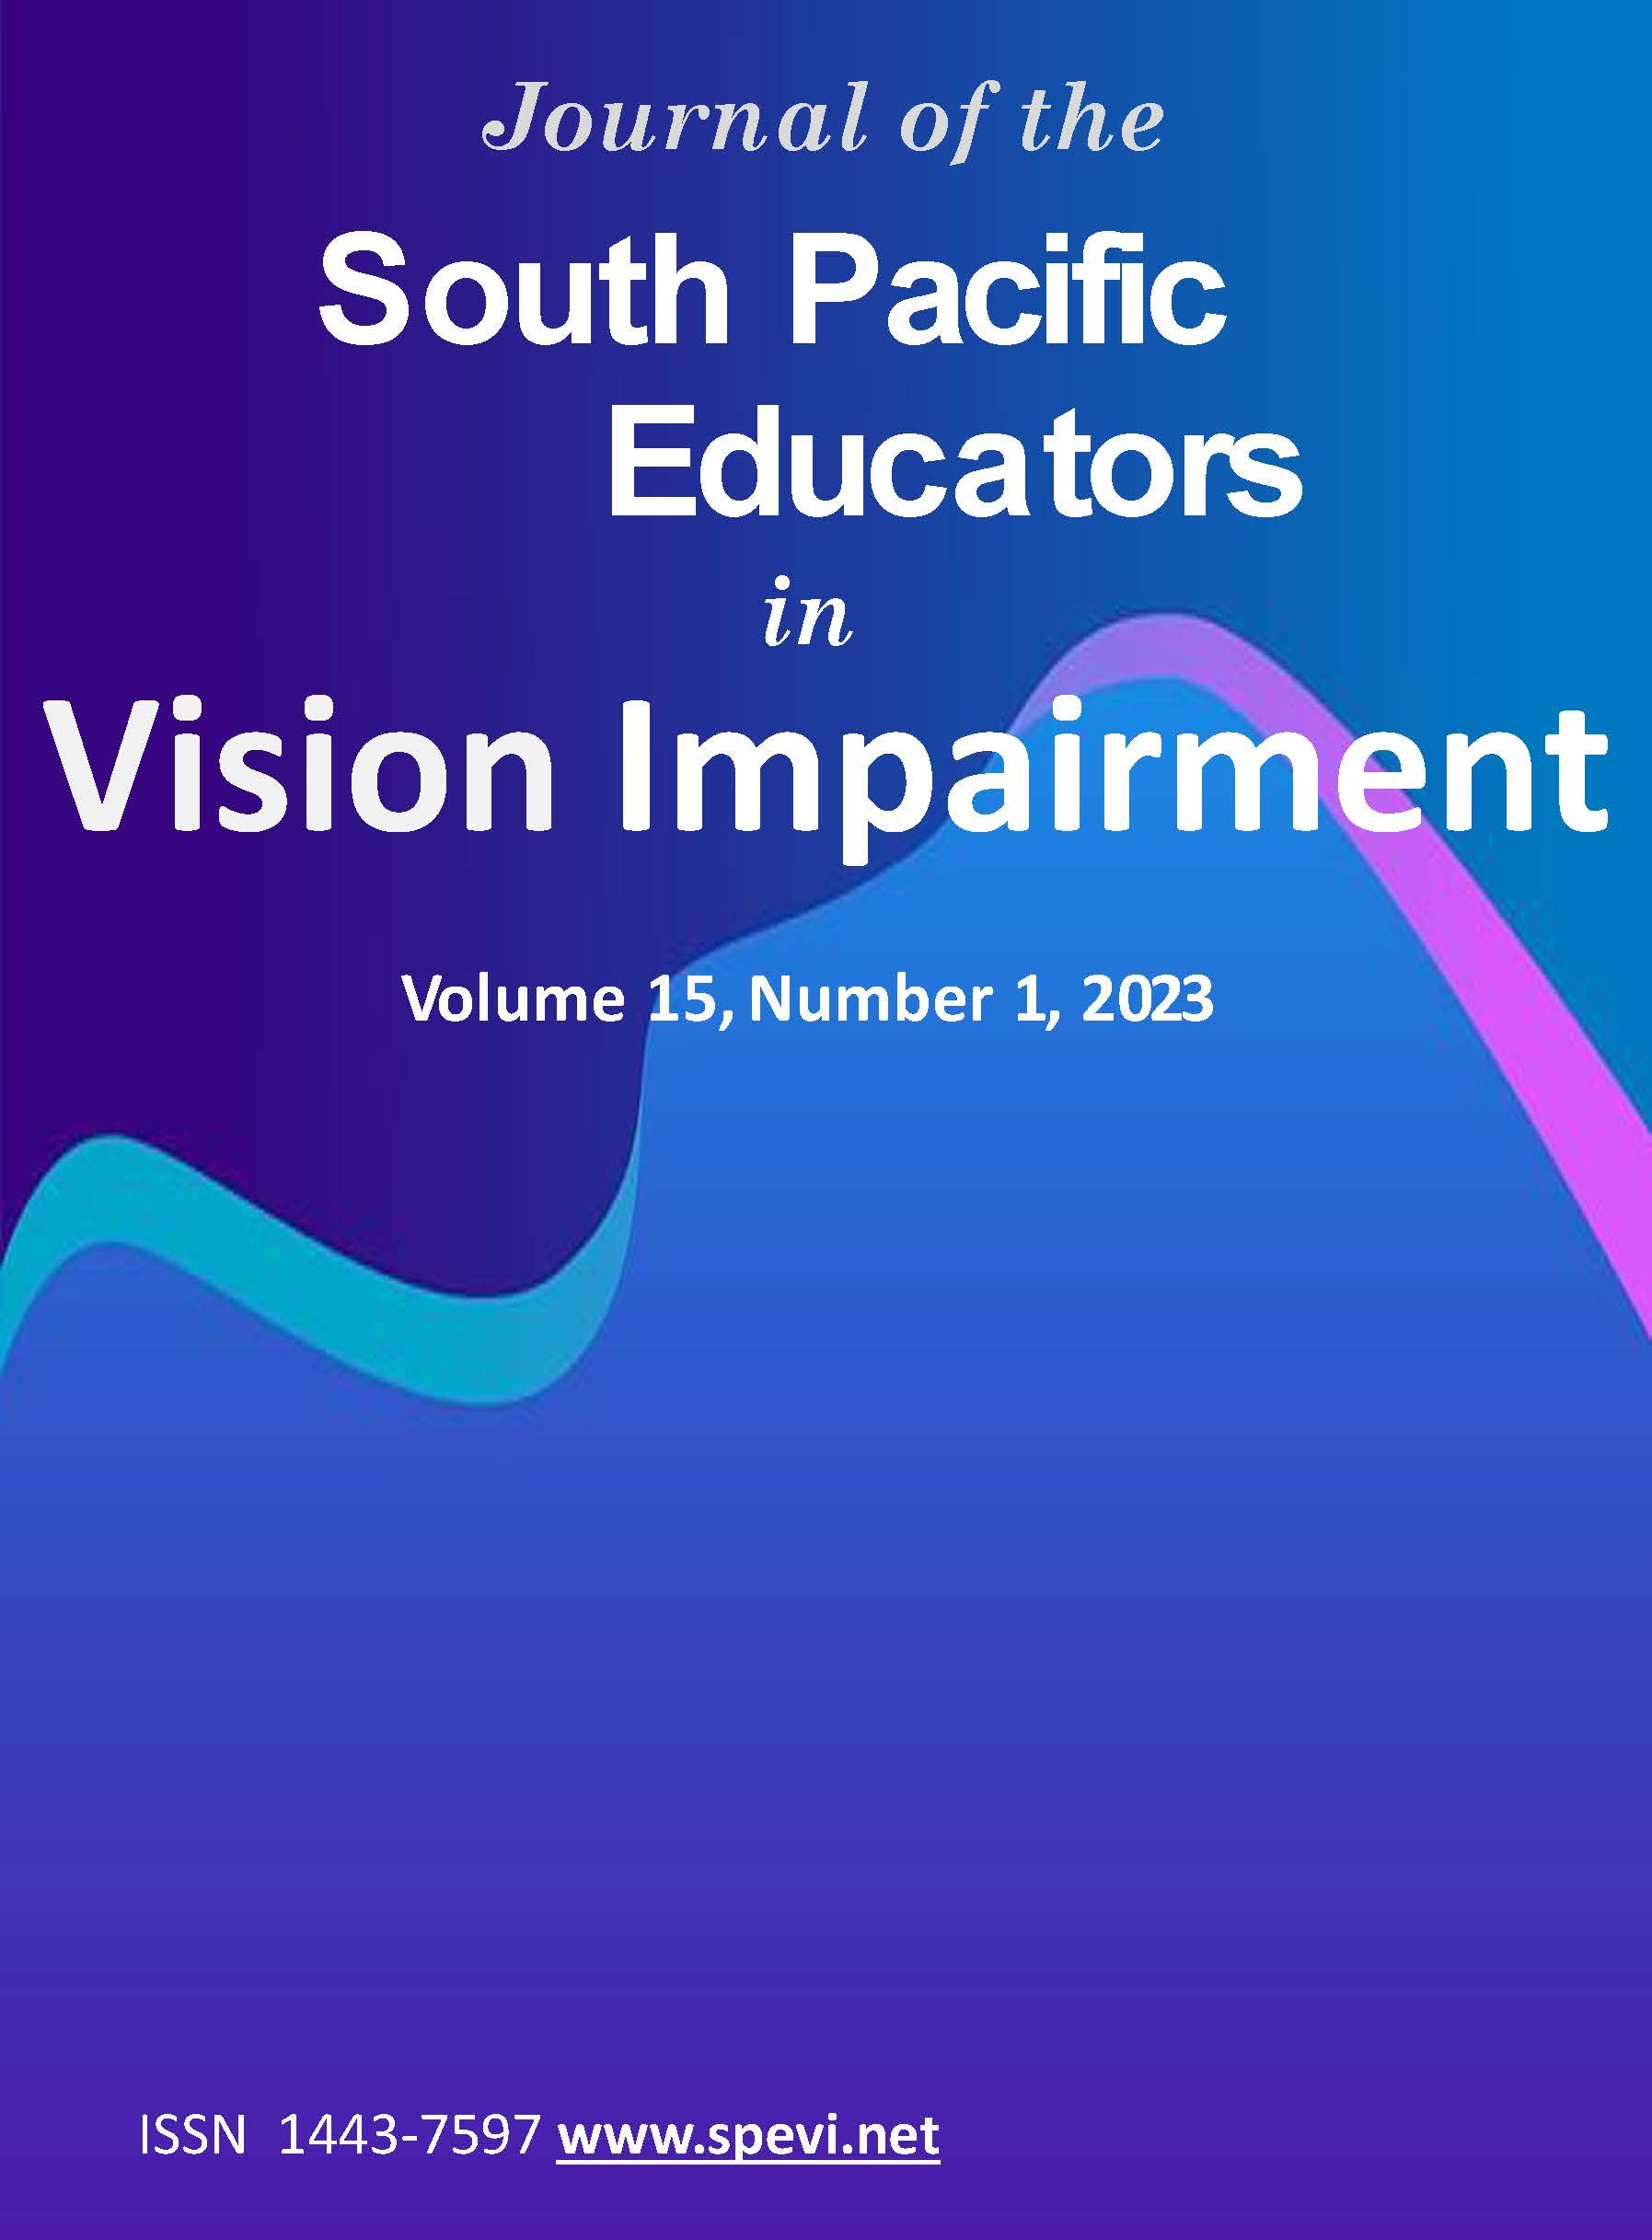 Journal of the
South Pacific
Educators
in
Vision Impairment
Volume 15, Number 1, 2023
ISSN 1443-7597 www.spevi.net